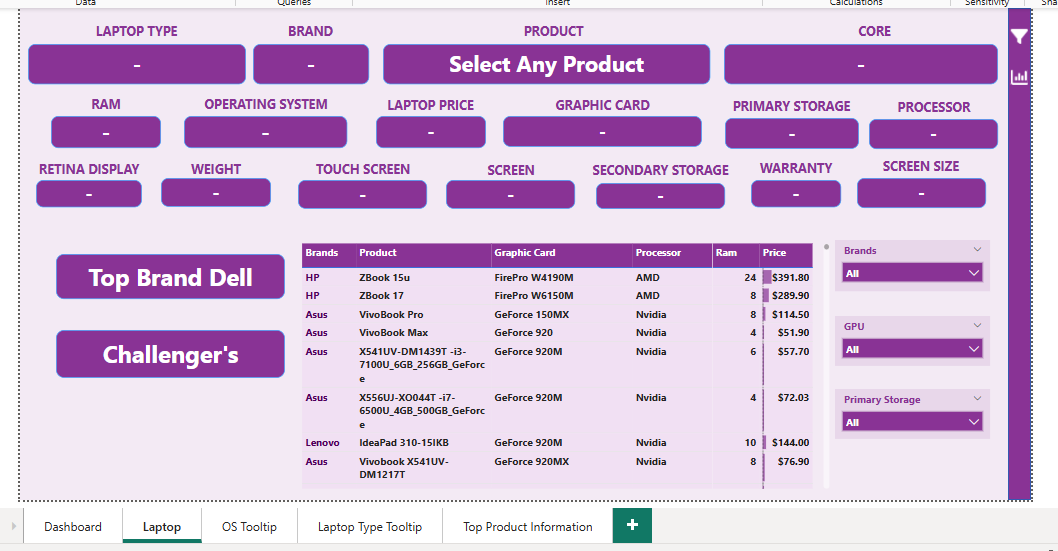 Data Queries Insert Calculations Sensitivity
LAPTOP TYPE BRAND PRODUCT CORE
- - Select Any Product -
RAM OPERATING SYSTEM LAPTOP PRICE GRAPHIC CARD PRIMARY STORAGE PROCESSOR
- - - - - -
RETINA DISPLAY WEIGHT TOUCH SCREEN SCREEN SECONDARY STORAGE WARRANTY SCREEN SIZE
- - - - - - -
Top Brand Dell
Challenger's
Brands Product Graphic Card Processor Ram Price
HP ZBook 15u FirePro W4190M AMD 24 $391.80
HP ZBook 17 FirePro W6150M AMD 8 $289.90
Asus VivoBook Pro GeForce 150MX Nvidia 8 $114.50
Asus VivoBook Max GeForce 920 Nvidia 4 $51.90
Asus X541UV-DM1439T -i3- GeForce 920M Nvidia 6 $57.70
7100U_6GB_256GB_GeForc
e
Asus X556UJ-XO044T -i7- GeForce 920M Nvidia 4 $72.03
6500U_4GB_500GB_GeForc
e
Lenovo IdeaPad 310-15IKB GeForce 920M Nvidia 10 $144.00
Asus Vivobook X541UV- GeForce 920MX Nvidia 8 $76.90
DM1217T
Brands
All
GPU
All
Primary Storage
All
Dashboard Laptop OS Tooltip Laptop Type Tooltip Top Product Information +